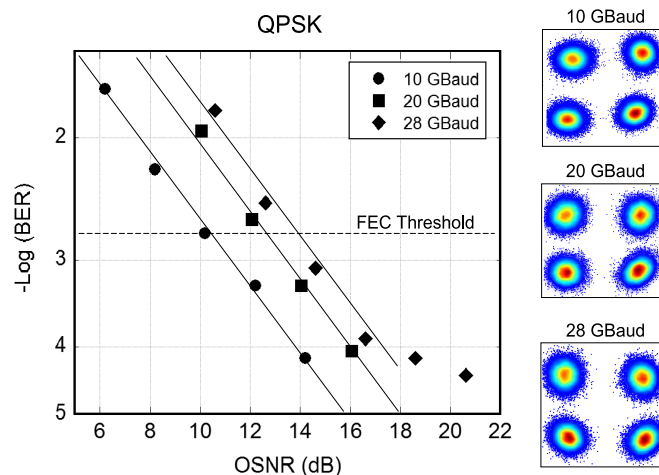 QPSK
10 GBaud
20 GBaud
28 GBaud
2
3
4
5
-Log (BER)
FEC Threshold
6
8
10
12
14
16
18
20
22
OSNR (dB)
10 GBaud
20 GBaud
28 GBaud